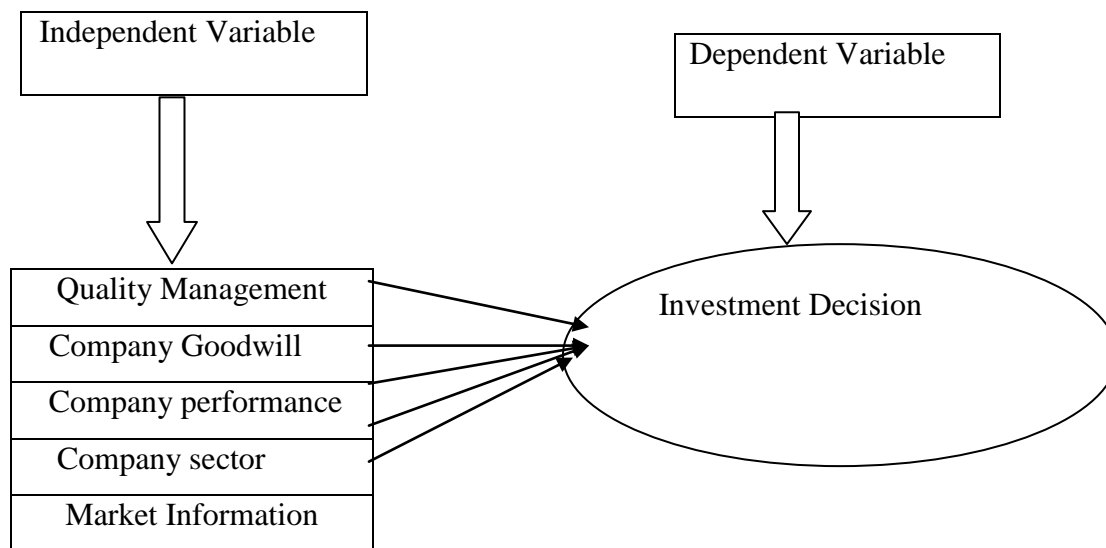 Independent Variable
Dependent Variable
Quality Management
Investment Decision
Company Goodwill
Company performance
Company sector
Market Information